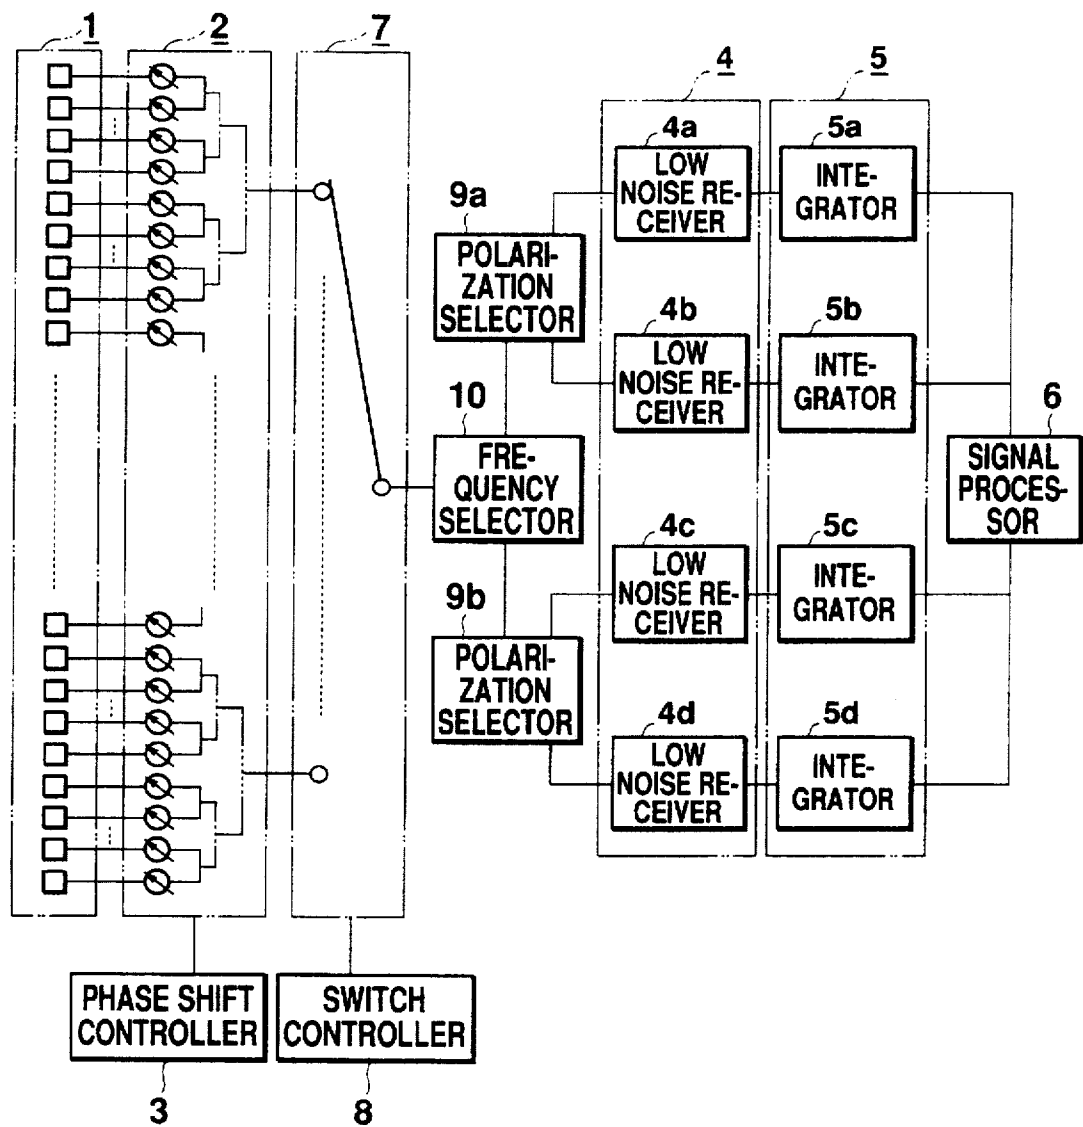 1
2
7
4
5
4a
LOW
NOISE RE-
CEIVER
5a
INTE-
GRATOR
9a
POLARI-
ZATION
SELECTOR
4b
LOW
NOISE RE-
CEIVER
5b
INTE-
GRATOR
10
FRE-
QUENCY
SELECTOR
6
SIGNAL
PROCES-
SOR
4c
LOW
NOISE RE-
CEIVER
5c
INTE-
GRATOR
9b
POLARI-
ZATION
SELECTOR
4d
LOW
NOISE RE-
CEIVER
5d
INTE-
GRATOR
PHASE SHIFT
CONTROLLER
3
SWITCH
CONTROLLER
8